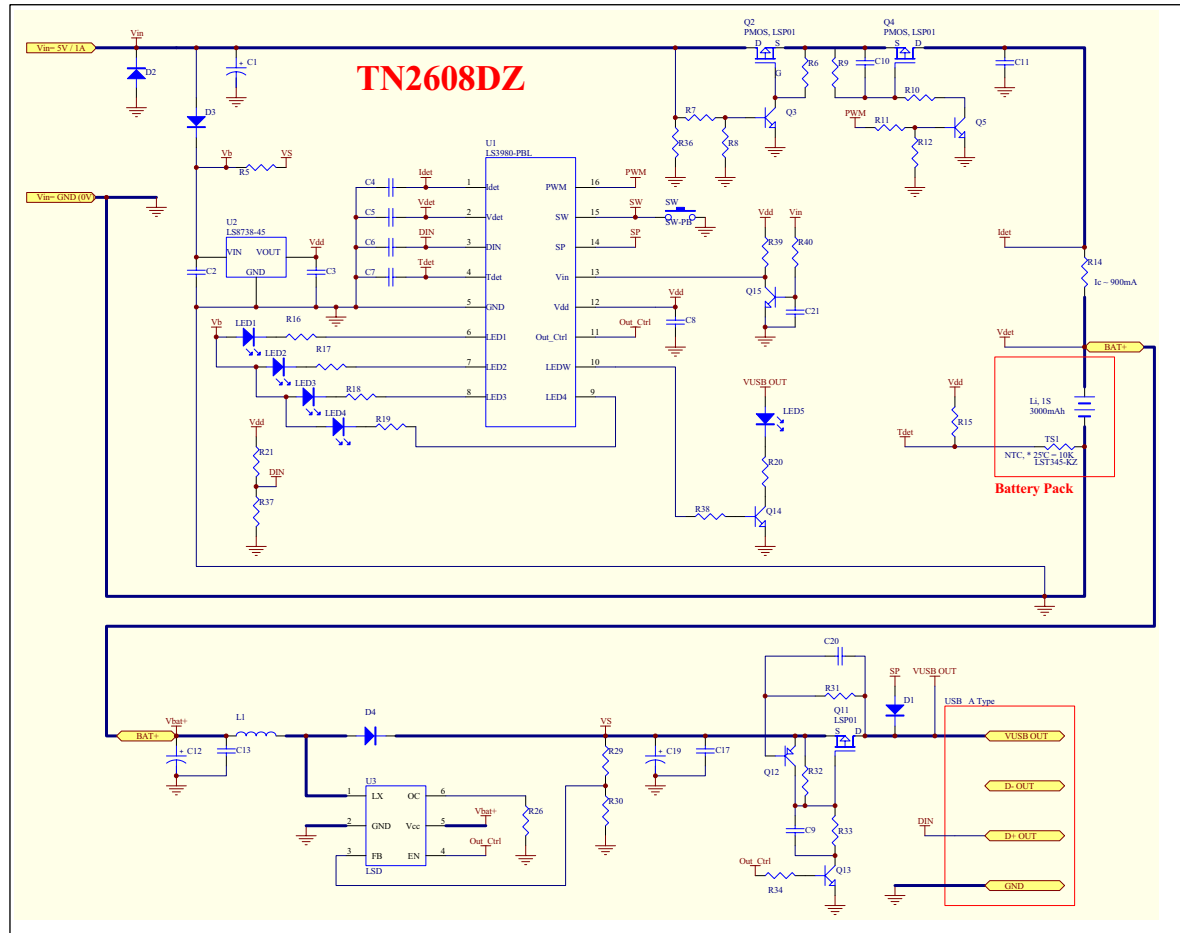 Vin= 5V / 1A
Vin
D2
C1
D3
TN2608DZ
Q2
PMOS, LSP01
D S
G
R6
R9
C10
Q4
PMOS, LSP01
S D
C11
R7
R36
R8
Q3
PWM
R10
R11
R12
Q5
Vb
VS
R5
Vin= GND (0V)
U1
LS3980-PBL
C4
Idet
1
Idet
PWM
16
PWM
C5
Vdet
2
Vdet
SW
15
SW
SW
SW-PB
C6
DIN
3
DIN
SP
14
SP
C7
Tdet
4
Tdet
Vin
13
5
GND
Vdd
12
Vdd
C8
6
LED1
Out_Ctrl
11
Out_Ctrl
7
LED2
LEDW
10
8
LED3
LED4
9
U2
LS8738-45
VIN
VOUT
GND
Vdd
C2
C3
Vb
LED1
R16
LED2
R17
LED3
R18
LED4
R19
Vdd
R21
DIN
R37
Vdd
Vin
R39
R40
Q15
C21
VUSB OUT
LED5
R20
R38
Q14
Idet
R14
Ic ~ 900mA
Vdet
BAT+
Vdd
R15
Tdet
Li, 1S
3000mAh
TS1
NTC, * 25'C = 10K
LST345-KZ
Battery Pack
BAT+
Vbat+
C12
C13
L1
D4
U3
1
LX
OC
6
2
GND
Vcc
5
Vbat+
3
FB
EN
4
Out_Ctrl
LSD
R26
VS
R29
R30
C19
C17
C20
R31
Q11
LSP01
S D
Q12
R32
C9
R33
Out_Ctrl
R34
Q13
SP
D1
VUSB OUT
USB A Type
VUSB OUT
D- OUT
DIN
D+ OUT
GND